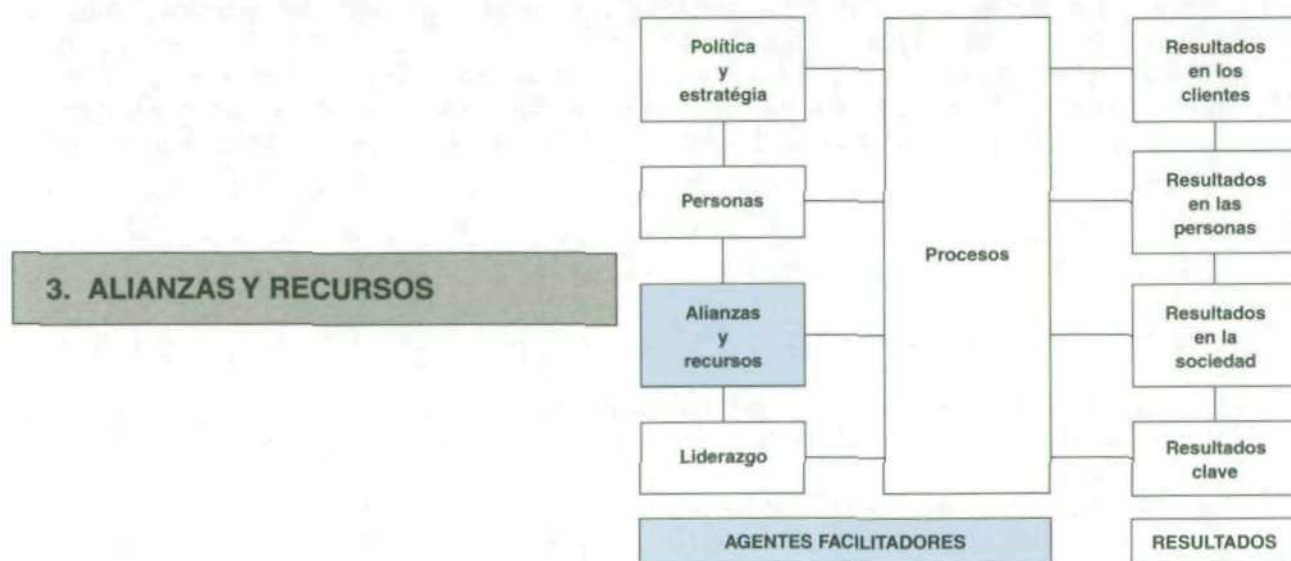 3. ALIANZAS Y RECURSOS
Política
y
estratégia
Personas
Alianzas
y
recursos
Liderazgo
Procesos
Resultados
en los
clientes
Resultados
en las
personas
Resultados
en la
sociedad
Resultados
clave
AGENTES FACILITADORES
RESULTADOS